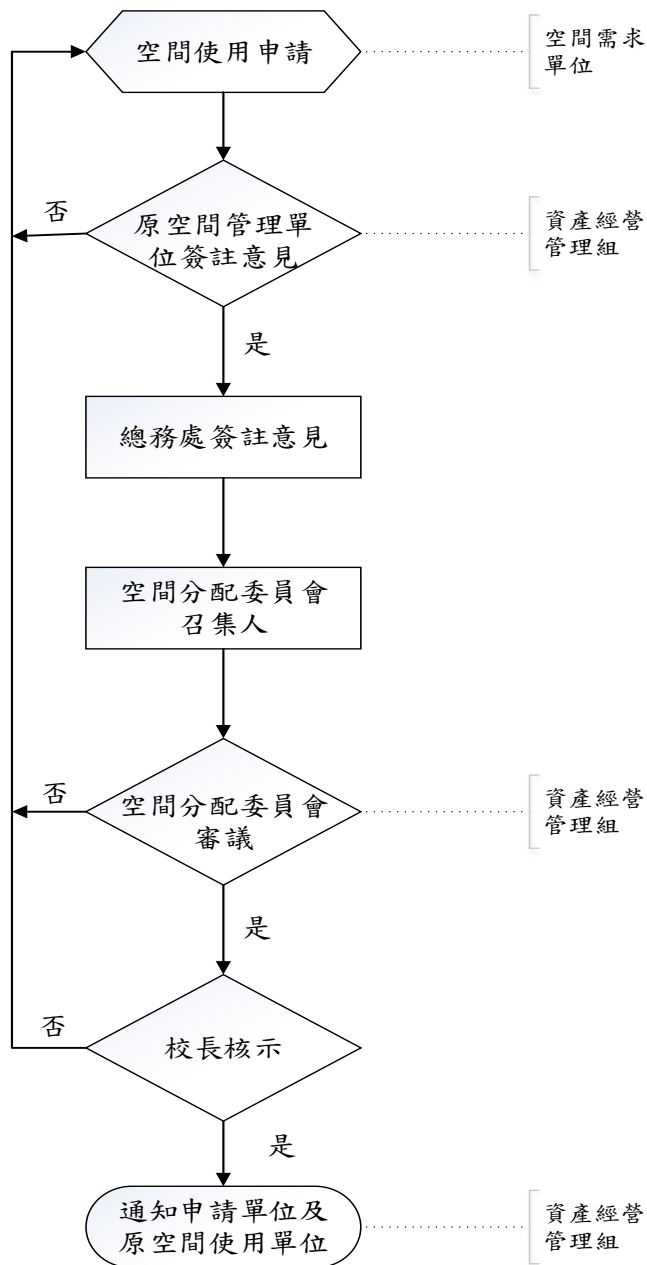 空間使用申請
空間需求
單位
否
原空間管理單
位簽註意見
資產經營
管理組
是
總務處簽註意見
空間分配委員會
召集人
否
空間分配委員會
審議
資產經營
管理組
是
否
校長核示
是
通知申請單位及
原空間使用單位
資產經營
管理組